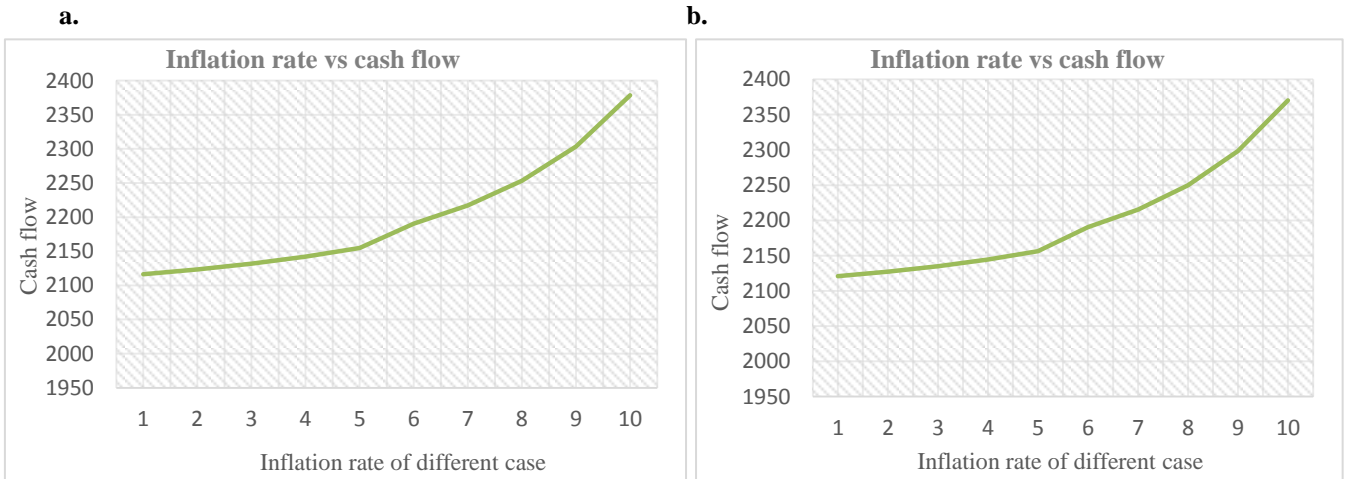 a.
Inflation rate vs cash flow
2400
2350
2300
2250
2200
2150
2100
2050
2000
1950
Cash flow
1 2 3 4 5 6 7 8 9 10
Inflation rate of different case
b.
Inflation rate vs cash flow
2400
2350
2300
2250
2200
2150
2100
2050
2000
1950
Cash flow
1 2 3 4 5 6 7 8 9 10
Inflation rate of different case